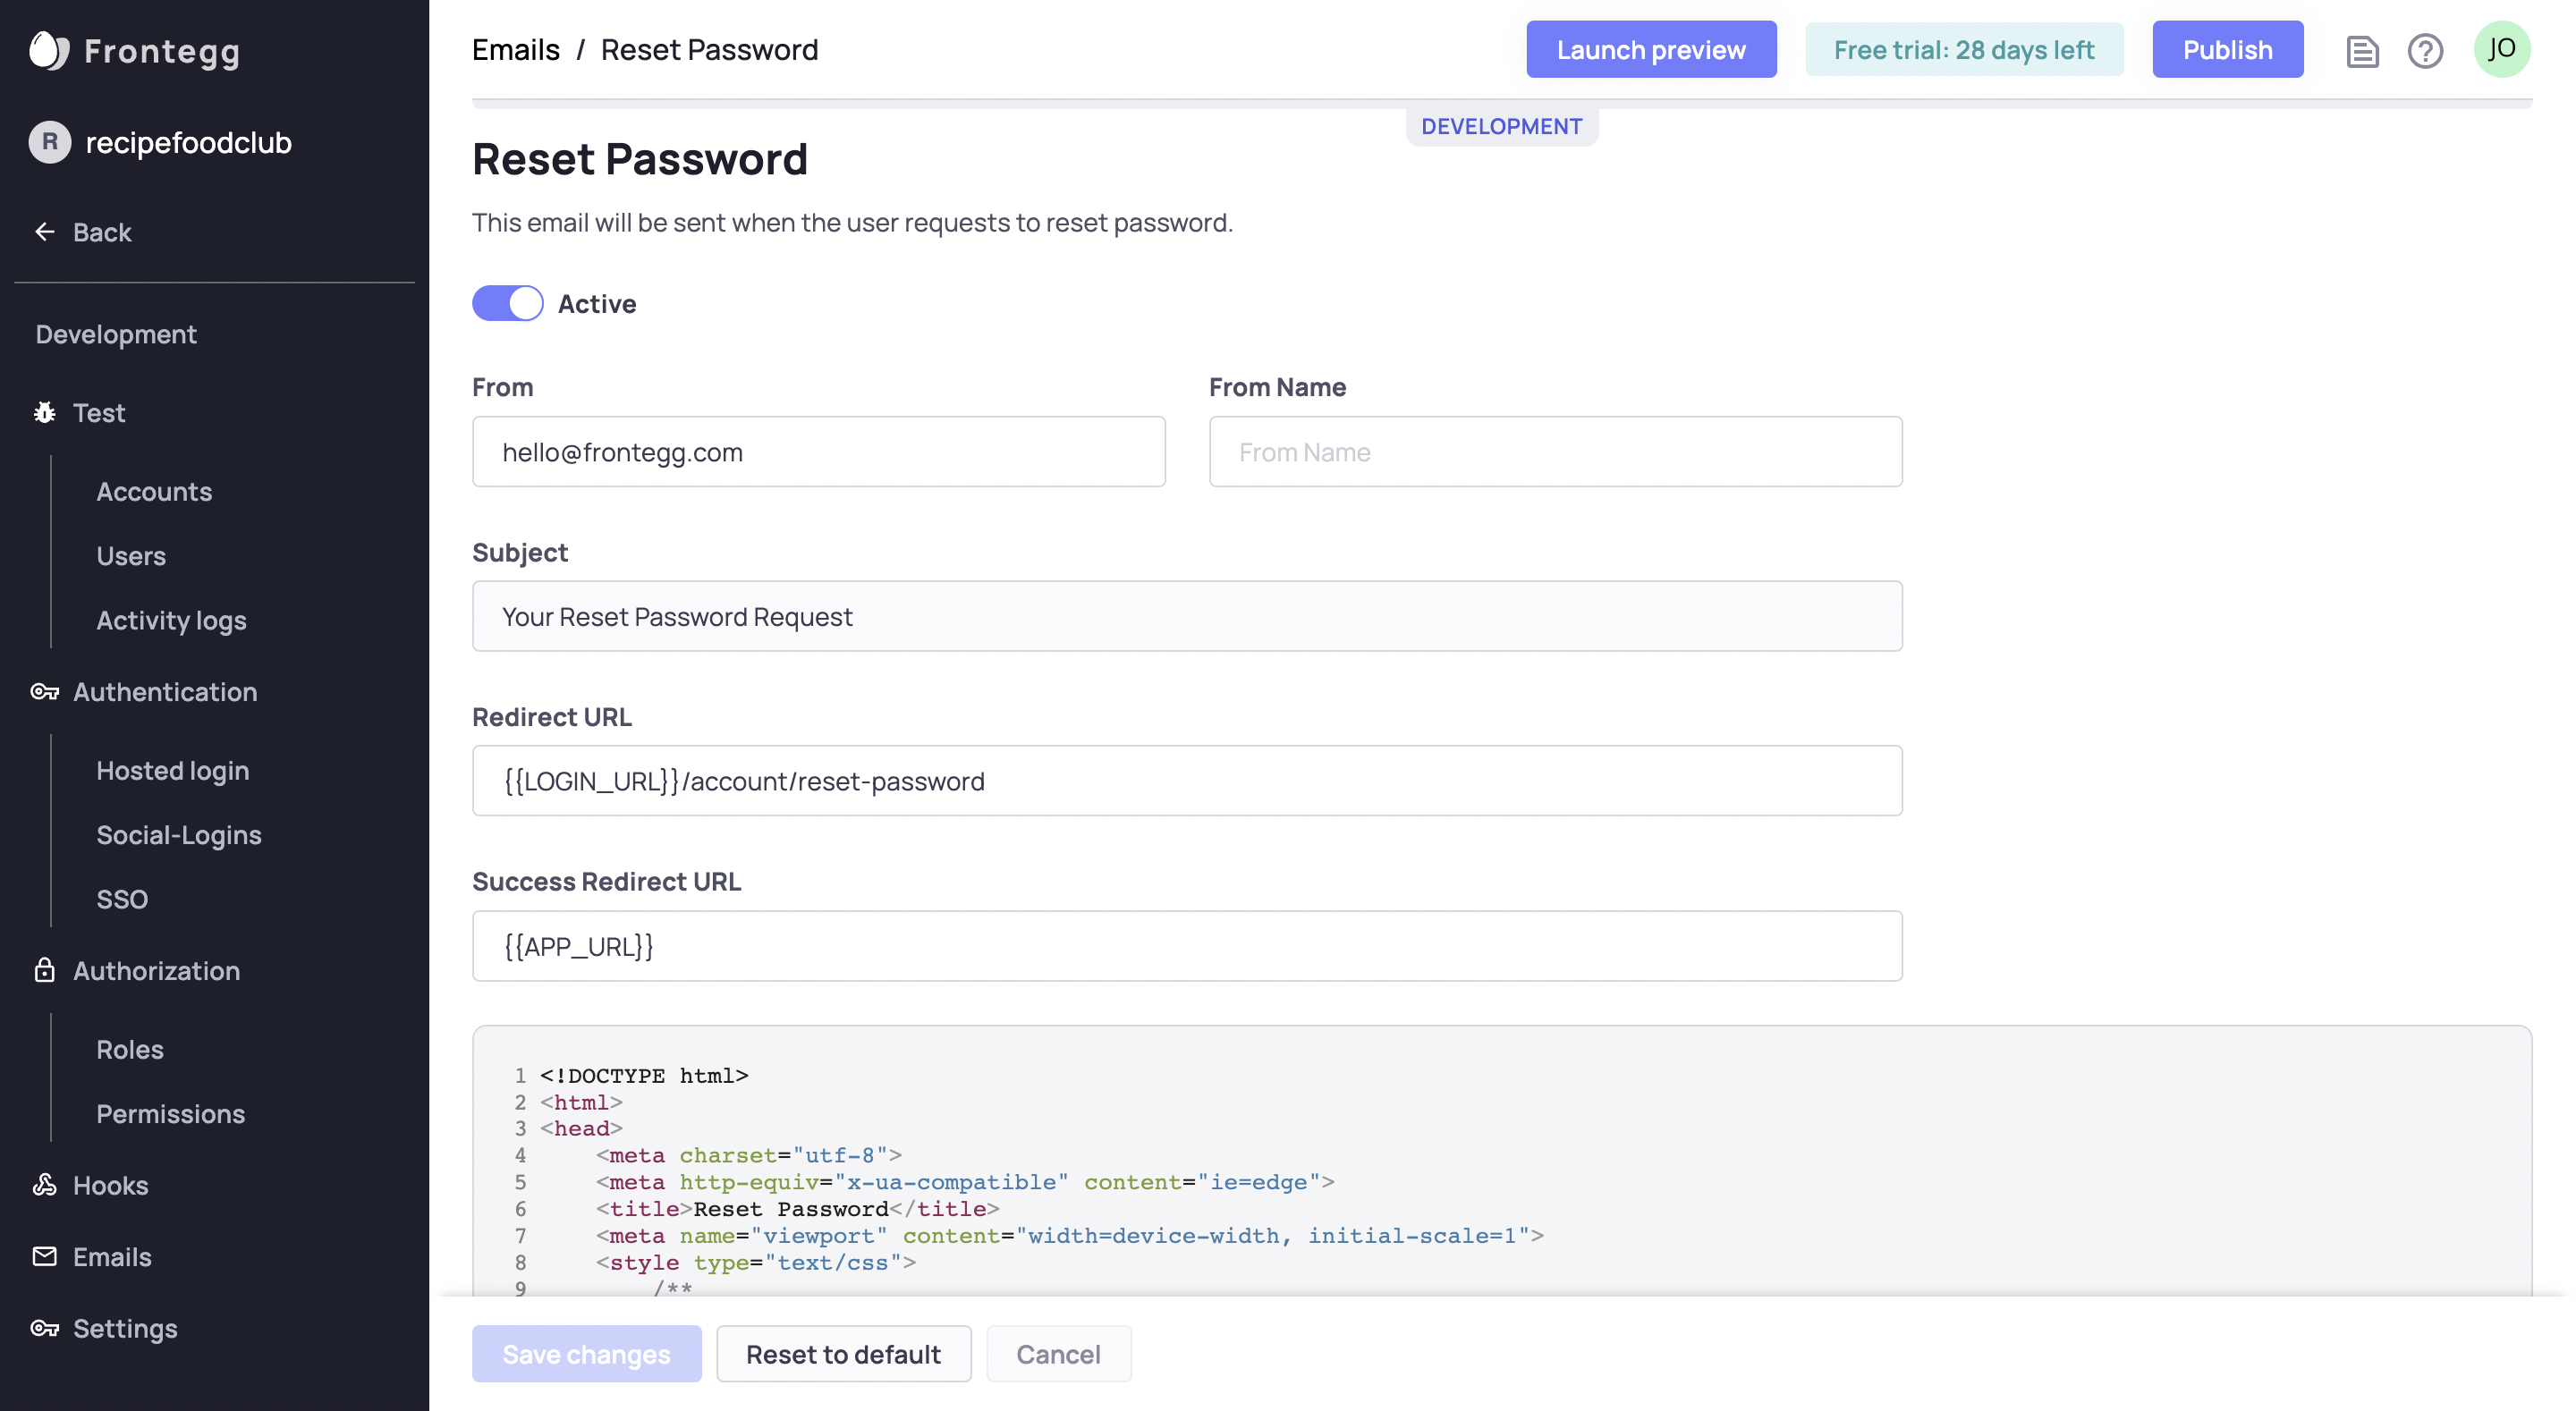 Frontegg
R recipefoodclub
Back
Development
Test
Accounts
Users
Activity logs
Authentication
Hosted login
Social-Logins
SSO
Authorization
Roles
Permissions
Hooks
Emails
Settings
Emails / Reset Password
Launch preview
Free trial: 28 days left
Publish
JO
DEVELOPMENT
Reset Password
This email will be sent when the user requests to reset password.
Active
From
hello@frontegg.com
From Name
From Name
Subject
Your Reset Password Request
Redirect URL
{{LOGIN_URL}}/account/reset-password
Success Redirect URL
{{APP_URL}}
1 <!DOCTYPE html>
2 <html>
3 <head>
4     <meta charset="utf-8">
5     <meta http-equiv="x-ua-compatible" content="ie=edge">
6     <title>Reset Password</title>
7     <meta name="viewport" content="width=device-width, initial-scale=1">
8     <style type="text/css">
9         /**
Save changes
Reset to default
Cancel